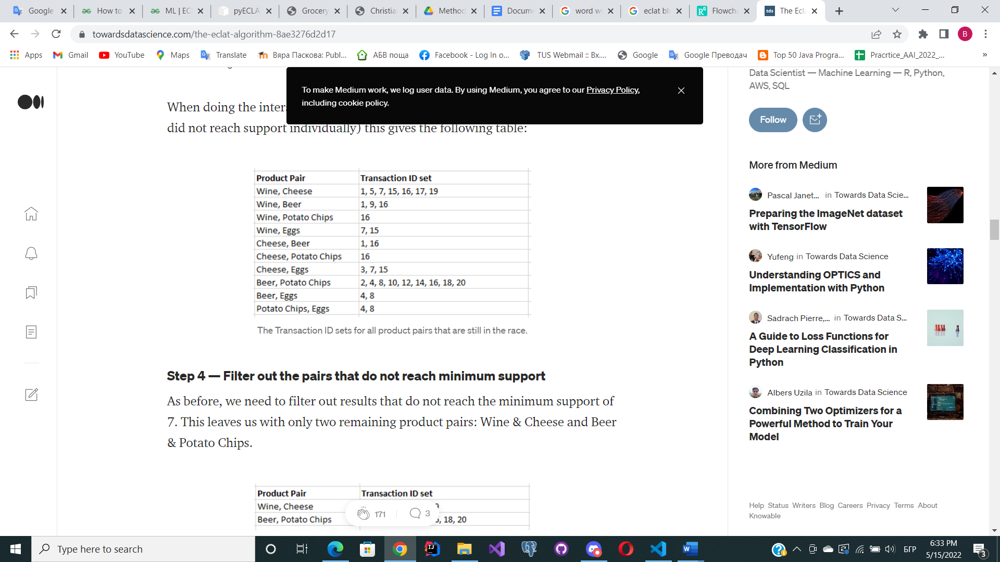 Google
How to
ML | EC
pyECLA
Grocery
Christia
Method
Docum
word w
eclat bl
Flowcha
tds The Ecl
towardsdatascience.com/the-eclat-algorithm-8ae3276d2d17
B
Apps
Gmail
YouTube
Maps
Translate
Вяра Паскова: Publ...
АБВ поща
Facebook - Log In o...
TUS Webmail :: Вх....
Google
Google Преводач
Top 50 Java Progra...
Pracrtice_AAI_2022_...
»
To make Medium work, we log user data. By using Medium, you agree to our Privacy Policy,
including cookie policy.
When doing the inters
did not reach support individually) this gives the following table:
Product Pair Transaction ID set
Wine, Cheese 1, 5, 7, 15, 16, 17, 19
Wine, Beer 1, 9, 16
Wine, Potato Chips 16
Wine, Eggs 7, 15
Cheese, Beer 1, 16
Cheese, Potato Chips 16
Cheese, Eggs 3, 7, 15
Beer, Potato Chips 2, 4, 8, 10, 12, 14, 16, 18, 20
Beer, Eggs 4, 8
Potato Chips, Eggs 4, 8
The Transaction ID sets for all product pairs that are still in the race.
Step 4 — Filter out the pairs that do not reach minimum support
As before, we need to filter out results that do not reach the minimum support of
7. This leaves us with only two remaining product pairs: Wine & Cheese and Beer
& Potato Chips.
Product Pair Transaction ID set
Wine, Cheese
Beer, Potato Chips , 18, 20
171 3
Data Scientist — Machine Learning — R, Python,
AWS, SQL
Follow
More from Medium
Pascal Janet... in Towards Data Scie...
Preparing the ImageNet dataset
with TensorFlow
Yufeng in Towards Data Science
Understanding OPTICS and
Implementation with Python
Sadrach Pierre,... in Towards Data S...
A Guide to Loss Functions for
Deep Learning Classification in
Python
Albers Uzila in Towards Data Science
Combining Two Optimizers for a
Powerful Method to Train Your
Model
Help Status Writers Blog Careers Privacy Terms About
Knowable
Type here to search
БГР
6:33 PM
5/15/2022
3